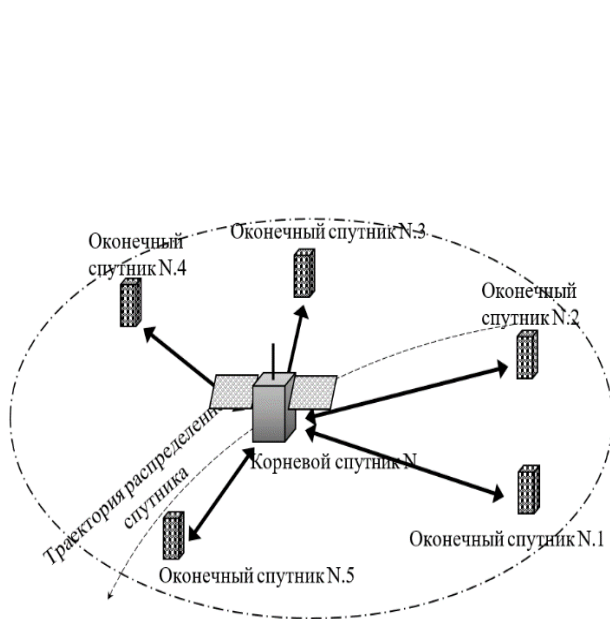 Оконечный спутник N.3
Оконечный
спутник N.4
Оконечный
спутник N.2
Корневой спутник N
Траектория распределенного
спутника
Оконечный спутник N.1
Оконечный спутник N.5